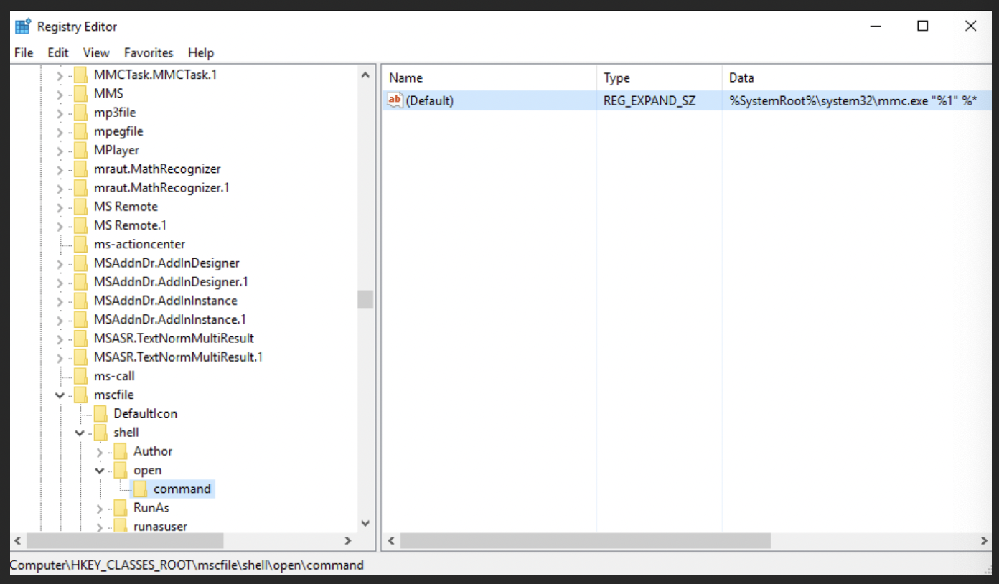 Registry Editor
File Edit View Favorites Help
MMCTask.MMCTask.1
MMS
mp3file
mpegfile
MPlayer
mraut.MathRecognizer
mraut.MathRecognizer.1
MS Remote
MS Remote.1
ms-actioncenter
MSAddnDr.AddInDesigner
MSAddnDr.AddInDesigner.1
MSAddnDr.AddInInstance
MSAddnDr.AddInInstance.1
MSASR.TextNormMultiResult
MSASR.TextNormMultiResult.1
ms-call
mscfile
DefaultIcon
shell
Author
open
command
RunAs
runasuser
Name Type Data
ab (Default) REG_EXPAND_SZ %SystemRoot%\system32\mmc.exe "%1" %*
Computer\HKEY_CLASSES_ROOT\mscfile\shell\open\command